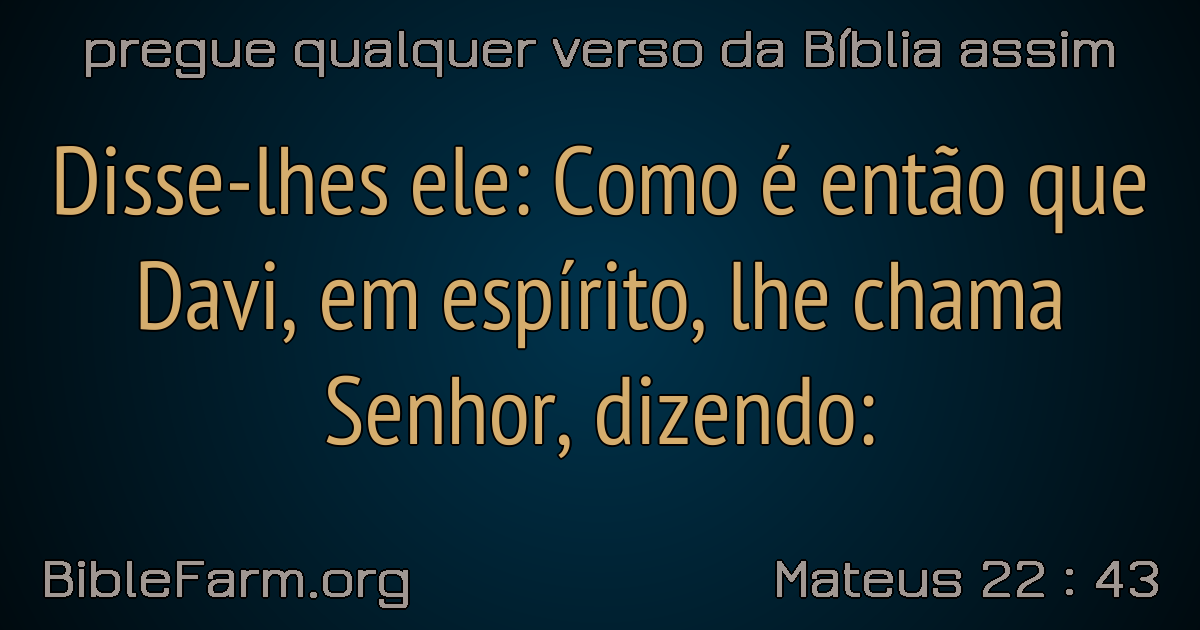 pregue qualquer verso da Bíblia assim
Disse-lhes ele: Como é então que
Davi, em espírito, lhe chama
Senhor, dizendo:
BibleFarm.org
Mateus 22 : 43